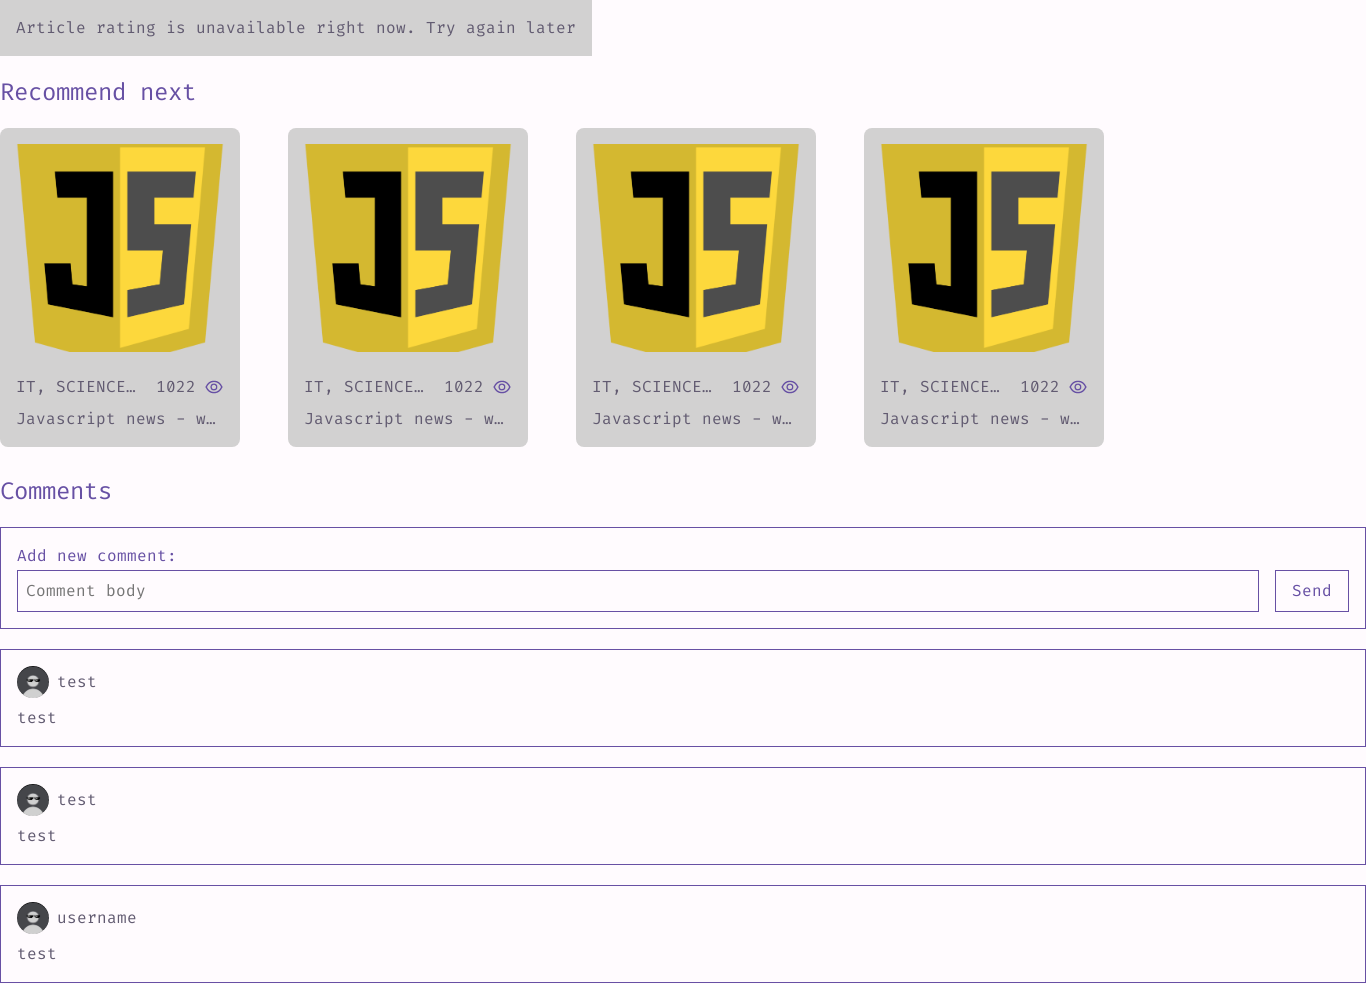 Article rating is unavailable right now. Try again later
Recommend next
JS JS JS JS
IT, SCIENCE… 1022 IT, SCIENCE… 1022 IT, SCIENCE… 1022 IT, SCIENCE… 1022
Javascript news - w… Javascript news - w… Javascript news - w… Javascript news - w…
Comments
Add new comment:
Comment body Send
test
test
test
test
username
test